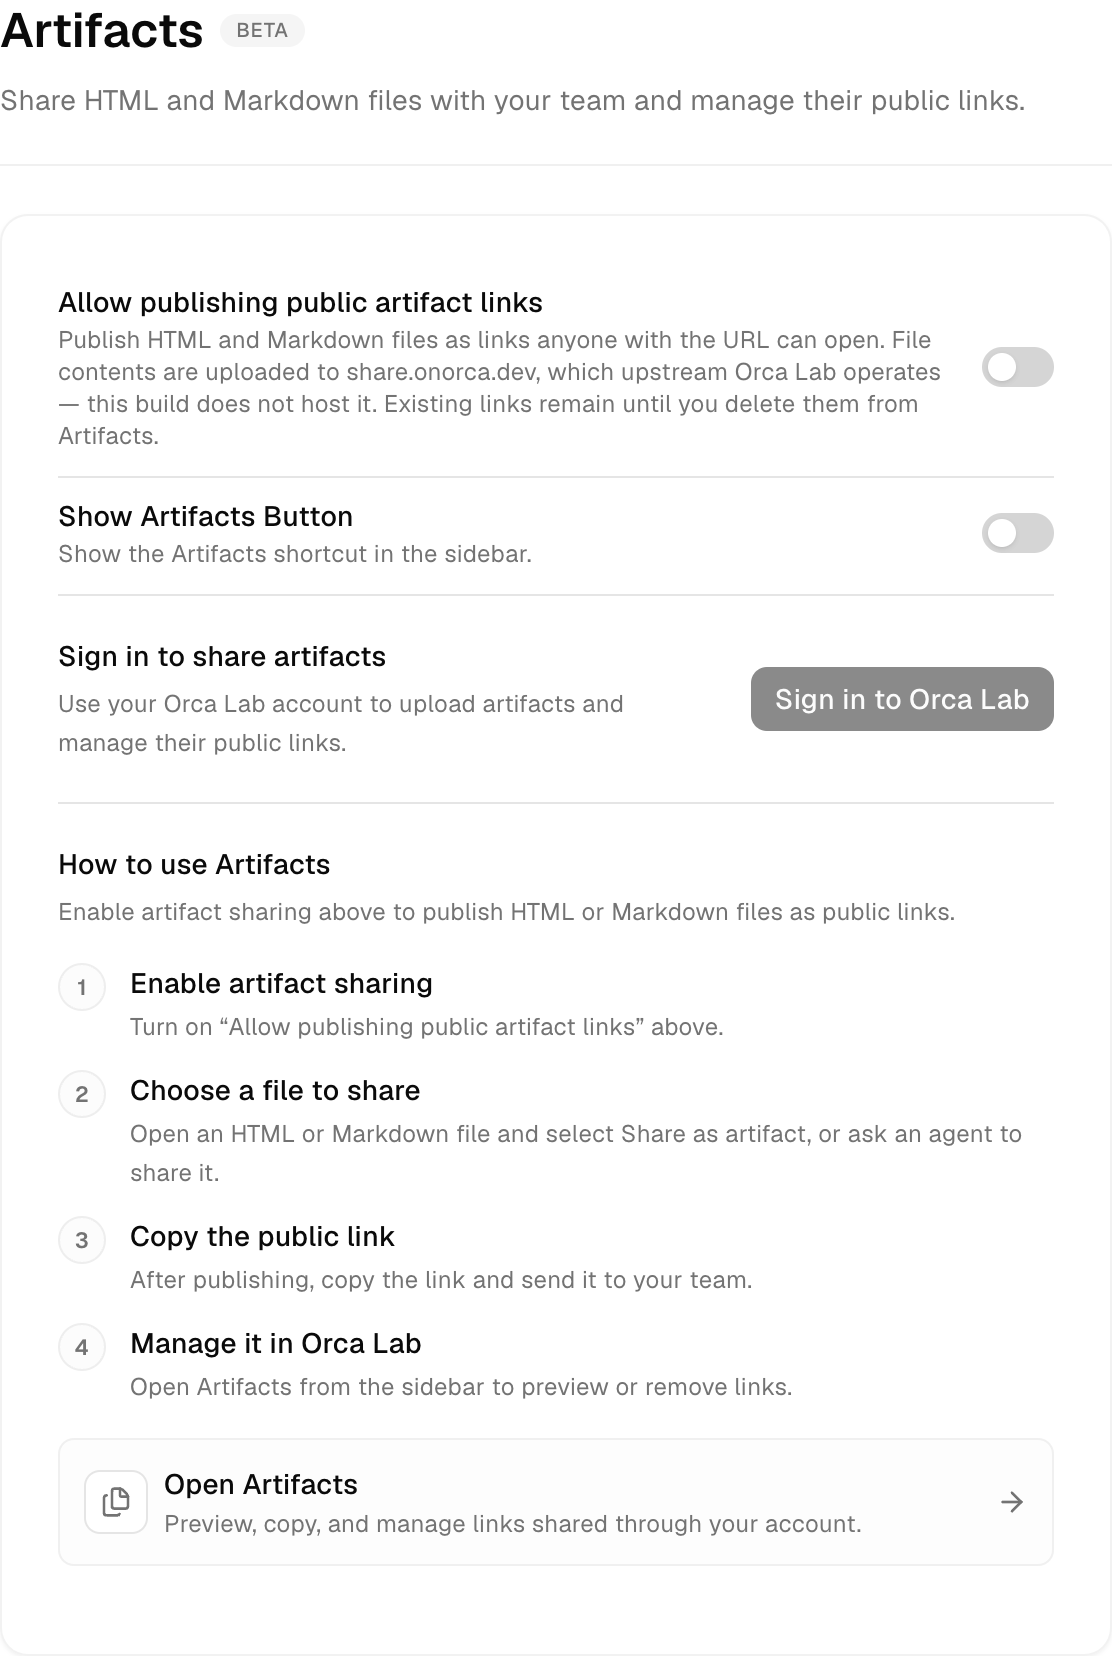 Artifacts BETA
Share HTML and Markdown files with your team and manage their public links.
Allow publishing public artifact links
Publish HTML and Markdown files as links anyone with the URL can open. File
contents are uploaded to share.onorca.dev, which upstream Orca Lab operates
— this build does not host it. Existing links remain until you delete them from
Artifacts.
Show Artifacts Button
Show the Artifacts shortcut in the sidebar.
Sign in to share artifacts
Use your Orca Lab account to upload artifacts and
manage their public links.
Sign in to Orca Lab
How to use Artifacts
Enable artifact sharing above to publish HTML or Markdown files as public links.
1 Enable artifact sharing
Turn on “Allow publishing public artifact links” above.
2 Choose a file to share
Open an HTML or Markdown file and select Share as artifact, or ask an agent to
share it.
3 Copy the public link
After publishing, copy the link and send it to your team.
4 Manage it in Orca Lab
Open Artifacts from the sidebar to preview or remove links.
Open Artifacts
Preview, copy, and manage links shared through your account.